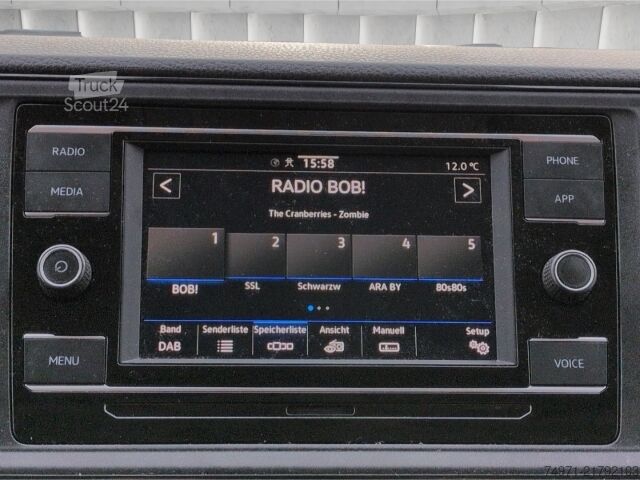 Truck
Scout24
RADIO
MEDIA
MENU
PHONE
APP
VOICE
15:58
12.0 °C
<
RADIO BOB!
>
The Cranberries - Zombie
1 2 3 4 5
BOB! SSL Schwarzw ARA BY 80s80s
Band Senderliste Speicherliste Ansicht Manuell Setup
DAB
74971-21792183